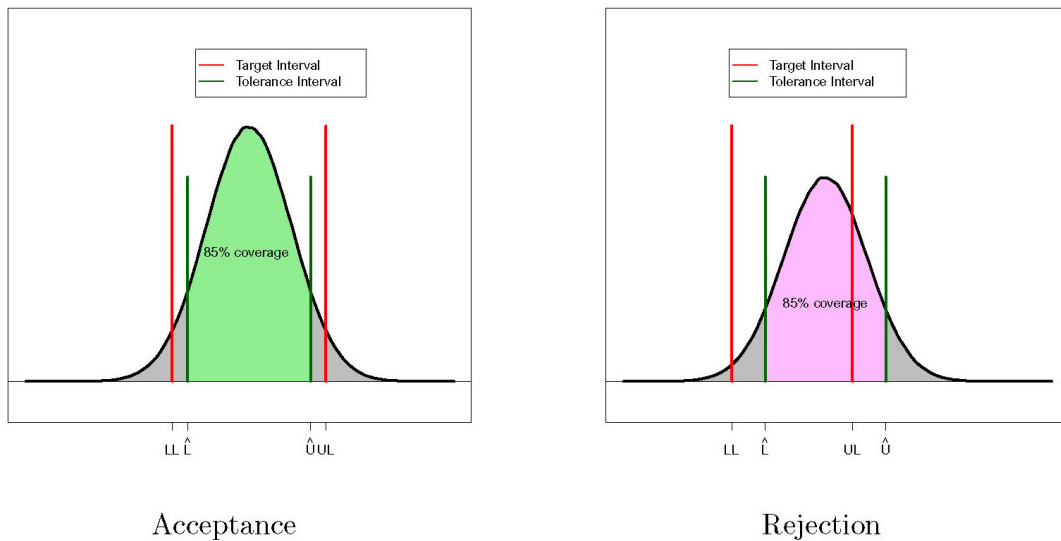 Target Interval
Tolerance Interval
85% coverage
LL L̂ Û UL
Acceptance
Target Interval
Tolerance Interval
85% coverage
LL L̂ UL Û
Rejection